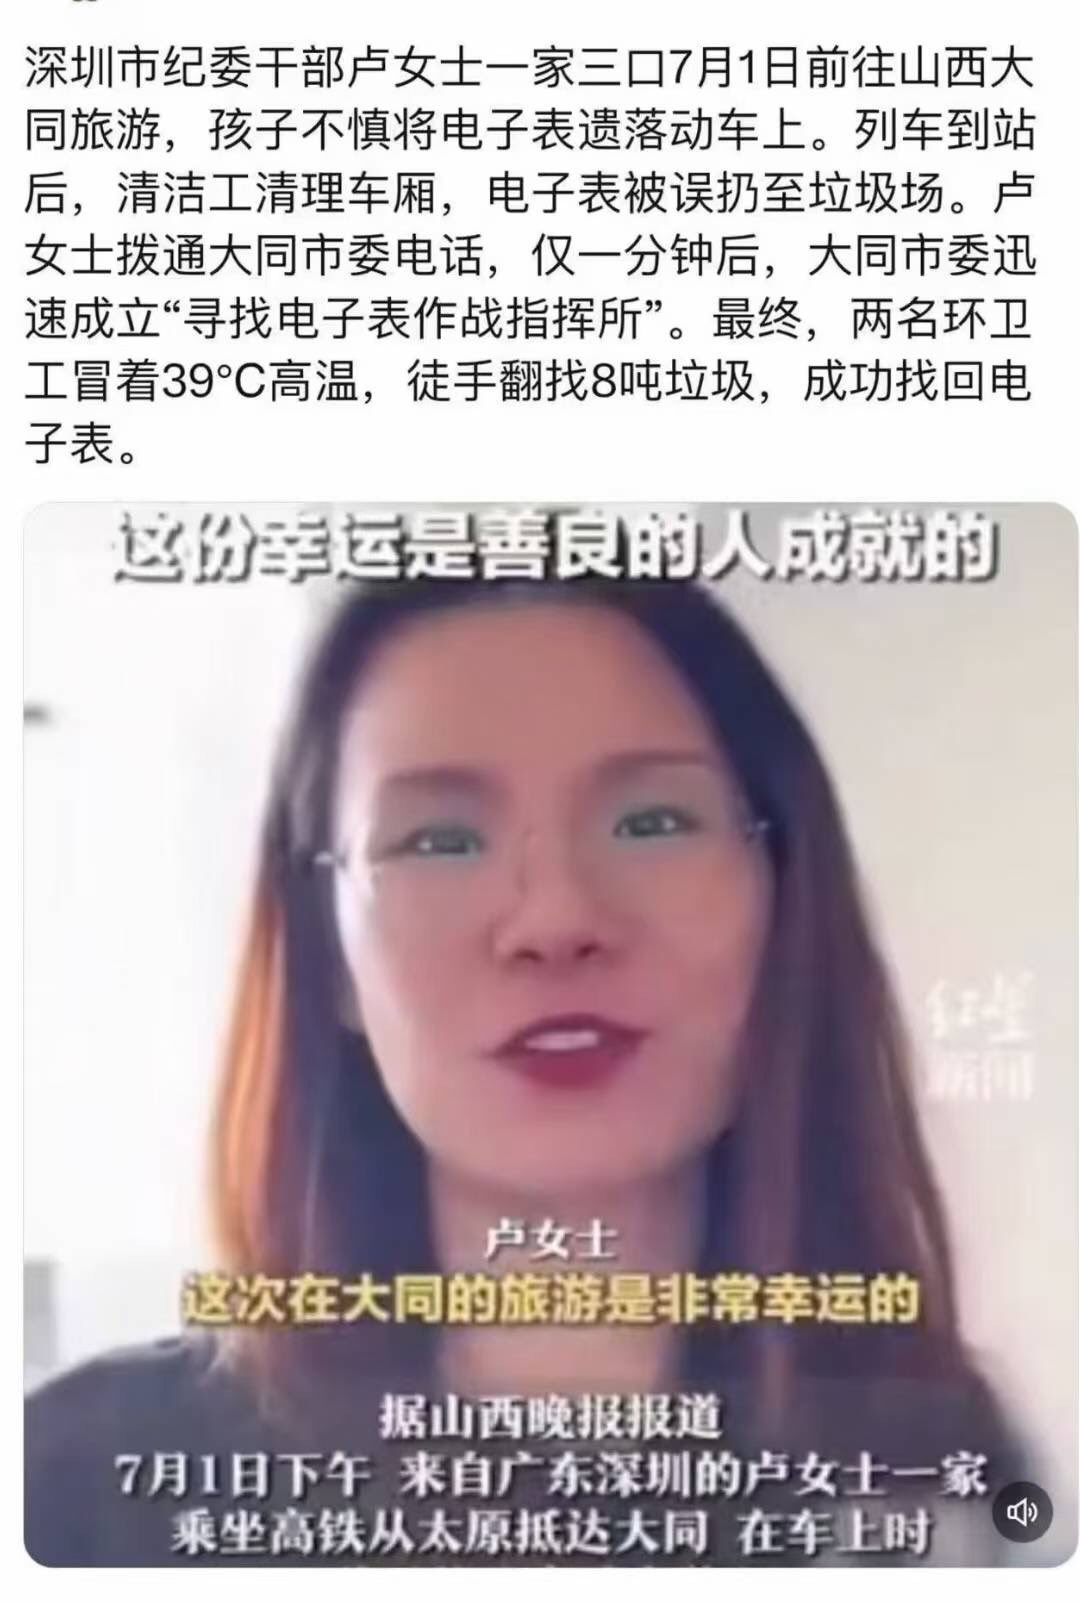 深圳市纪委干部卢女士一家三口7月1日前往山西大
同旅游，孩子不慎将电子表遗落动车上。列车到站
后，清洁工清理车厢，电子表被误扔至垃圾场。卢
女士拨通大同市委电话，仅一分钟后，大同市委迅
速成立“寻找电子表作战指挥所”。最终，两名环卫
工冒着39°C高温，徒手翻找8吨垃圾，成功找回电
子表。
这份幸运是善良的人成就的
红星
新闻
卢女士
这次在大同的旅游是非常幸运的
据山西晚报报道
7月1日下午 来自广东深圳的卢女士一家
乘坐高铁从太原抵达大同 在车上时